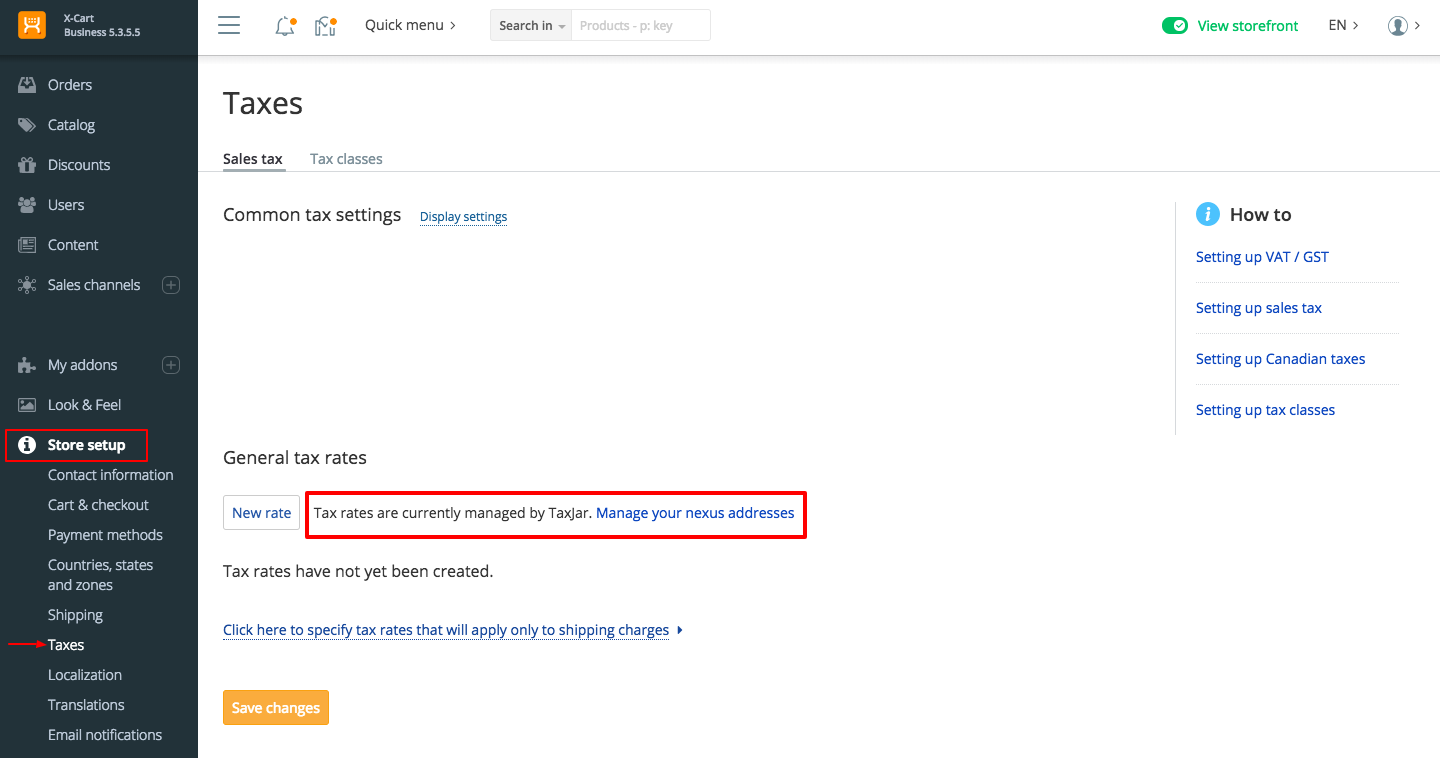 X-Cart
Business 5.3.5.5
Quick menu
Search in
Products - p: key
View storefront
EN
Orders
Catalog
Discounts
Users
Content
Sales channels
My addons
Look & Feel
Store setup
Contact information
Cart & checkout
Payment methods
Countries, states
and zones
Shipping
Taxes
Localization
Translations
Email notifications
Taxes
Sales tax
Tax classes
Common tax settings
Display settings
General tax rates
New rate
Tax rates are currently managed by TaxJar. Manage your nexus addresses
Tax rates have not yet been created.
Click here to specify tax rates that will apply only to shipping charges
Save changes
How to
Setting up VAT / GST
Setting up sales tax
Setting up Canadian taxes
Setting up tax classes